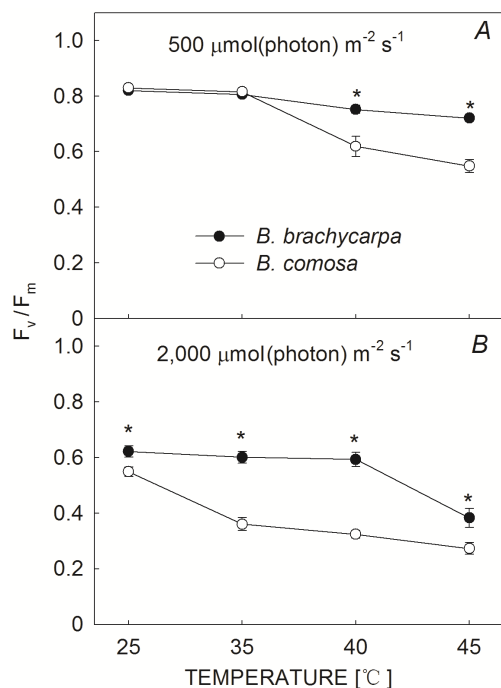 A
500 μmol(photon) m⁻² s⁻¹
1.0
0.8
0.6
0.4
0.2
0
* *
B. brachycarpa
B. comosa
Fv / Fm
B
2,000 μmol(photon) m⁻² s⁻¹
1.0
0.8
0.6
0.4
0.2
0
* * * *
25 35 40 45
TEMPERATURE [℃]